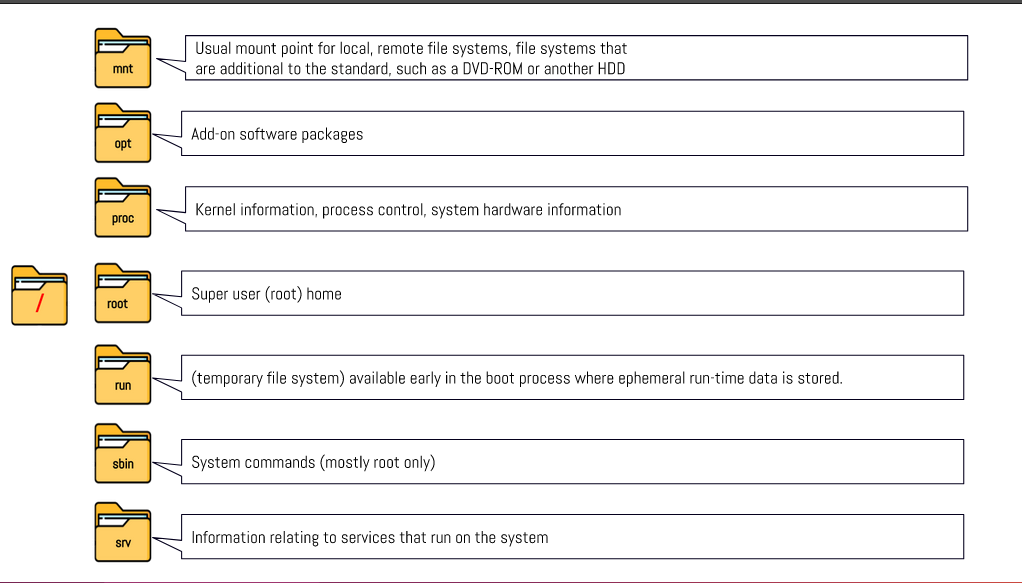 mnt
Usual mount point for local, remote file systems, file systems that
are additional to the standard, such as a DVD-ROM or another HDD
opt
Add-on software packages
proc
Kernel information, process control, system hardware information
/
root
Super user (root) home
run
(temporary file system) available early in the boot process where ephemeral run-time data is stored.
sbin
System commands (mostly root only)
srv
Information relating to services that run on the system